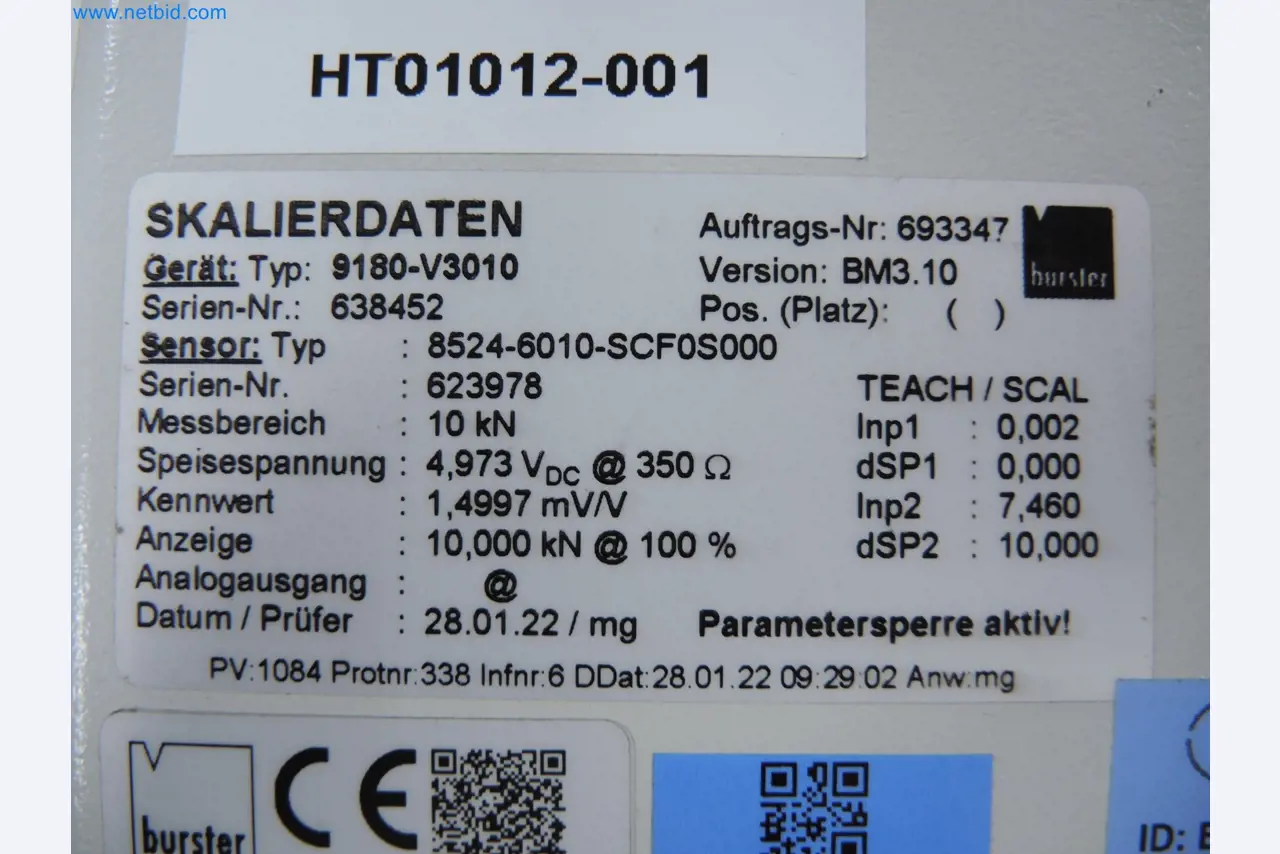 www.netbid.com
HT01012-001
SKALIERDATEN
Auftrags-Nr: 693347
burster
Gerät: Typ: 9180-V3010
Version: BM3.10
Serien-Nr.: 638452
Pos. (Platz): ( )
Sensor: Typ : 8524-6010-SCF0S000
Serien-Nr. : 623978
TEACH / SCAL
Messbereich : 10 kN
Inp1 : 0,002
Speisespannung : 4,973 VDC @ 350 Ω
dSP1 : 0,000
Kennwert : 1,4997 mV/V
Inp2 : 7,460
Anzeige : 10,000 kN @ 100 %
dSP2 : 10,000
Analogausgang : @
Datum / Prüfer : 28.01.22 / mg
Parametersperre aktiv!
PV:1084 Protnr:338 Infnr:6 DDat:28.01.22 09:29:02 Anw:mg
burster
CE
ID: